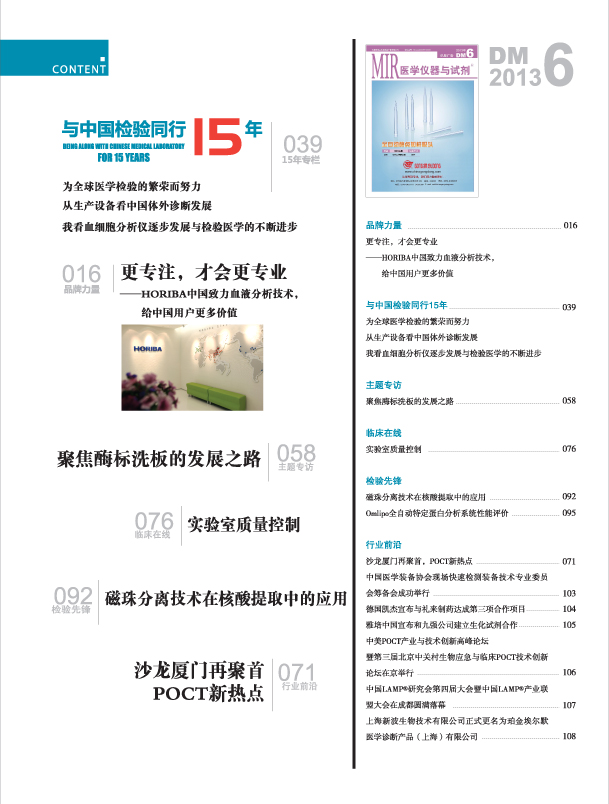 CONTENT
与中国检验同行15年
BEING ALONG WITH CHINESE MEDICAL LABORATORY
FOR 15 YEARS
039
15年专栏
为全球医学检验的繁荣而努力
从生产设备看中国体外诊断发展
我看血细胞分析仪逐步发展与检验医学的不断进步
016
品牌力量
更专注，才会更专业
——HORIBA中国致力血液分析技术，
给中国用户更多价值
HORIBA
聚焦酶标洗板的发展之路
058
主题专访
076
临床在线
实验室质量控制
092
检验先锋
磁珠分离技术在核酸提取中的应用
沙龙厦门再聚首
POCT新热点
071
行业前沿
DM 6
MIR医学仪器与试剂
DM
2013
6
品牌力量 016
更专注，才会更专业
——HORIBA中国致力血液分析技术，
给中国用户更多价值
与中国检验同行15年 039
为全球医学检验的繁荣而努力
从生产设备看中国体外诊断发展
我看血细胞分析仪逐步发展与检验医学的不断进步
主题专访
聚焦酶标洗板的发展之路 058
临床在线
实验室质量控制 076
检验先锋
磁珠分离技术在核酸提取中的应用 092
Omlipo全自动特定蛋白分析系统性能评价 095
行业前沿
沙龙厦门再聚首，POCT新热点 071
中国医学装备协会现场快速检测装备技术专业委员
会筹备会成功举行 103
德国凯杰宣布与礼来制药达成第三项合作项目 104
雅培中国宣布和九强公司建立生化试剂合作 105
中美POCT产业与技术创新高峰论坛
暨第三届北京中关村生物应急与临床POCT技术创新
论坛在京举行 106
中国LAMP®研究会第四届大会暨中国LAMP®产业联
盟大会在成都圆满落幕 107
上海新波生物技术有限公司正式更名为珀金埃尔默
医学诊断产品（上海）有限公司 108